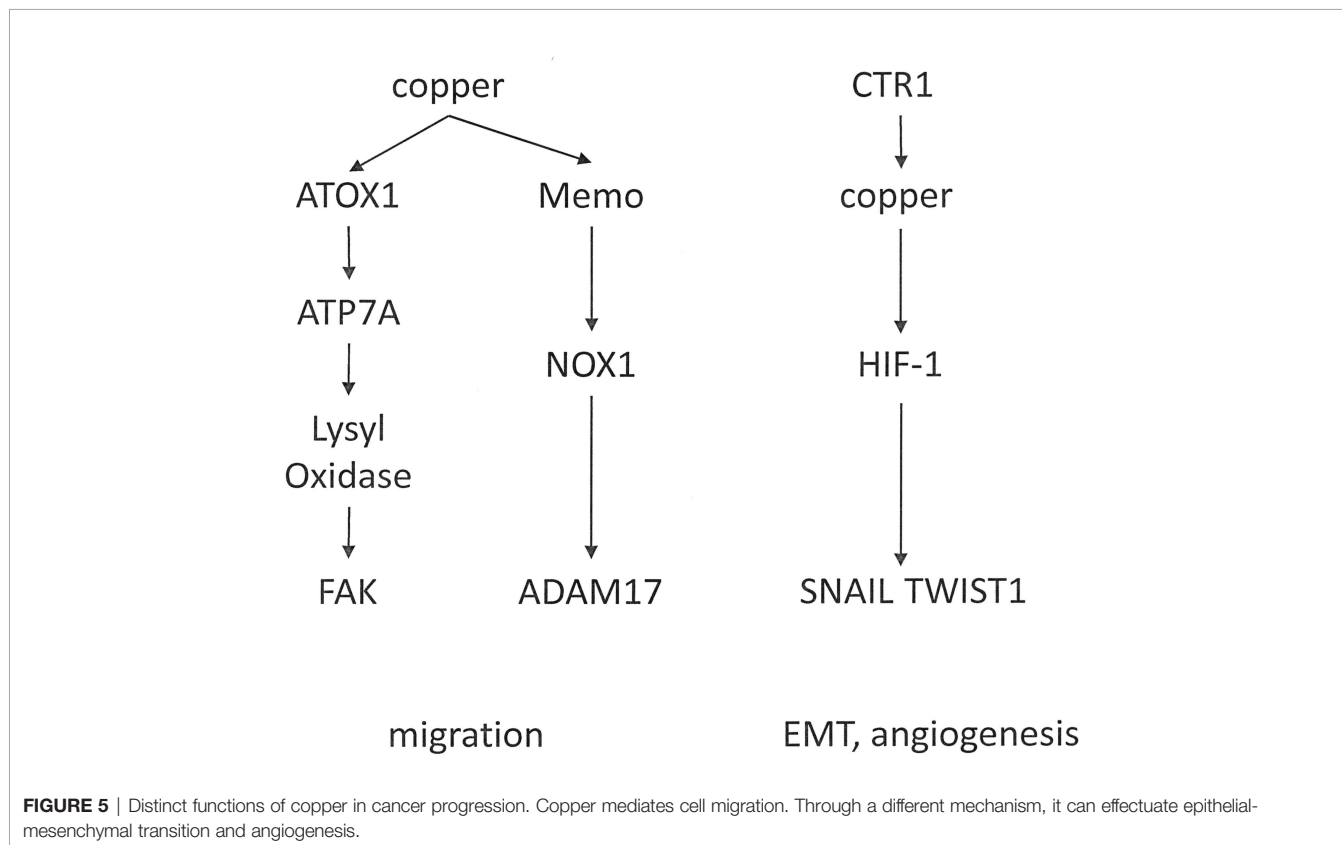 copper
CTR1
ATOX1
Memo
copper
ATP7A
NOX1
HIF-1
Lysyl
Oxidase
FAK
ADAM17
SNAIL TWIST1
migration
EMT, angiogenesis
FIGURE 5 | Distinct functions of copper in cancer progression. Copper mediates cell migration. Through a different mechanism, it can effectuate epithelial-
mesenchymal transition and angiogenesis.